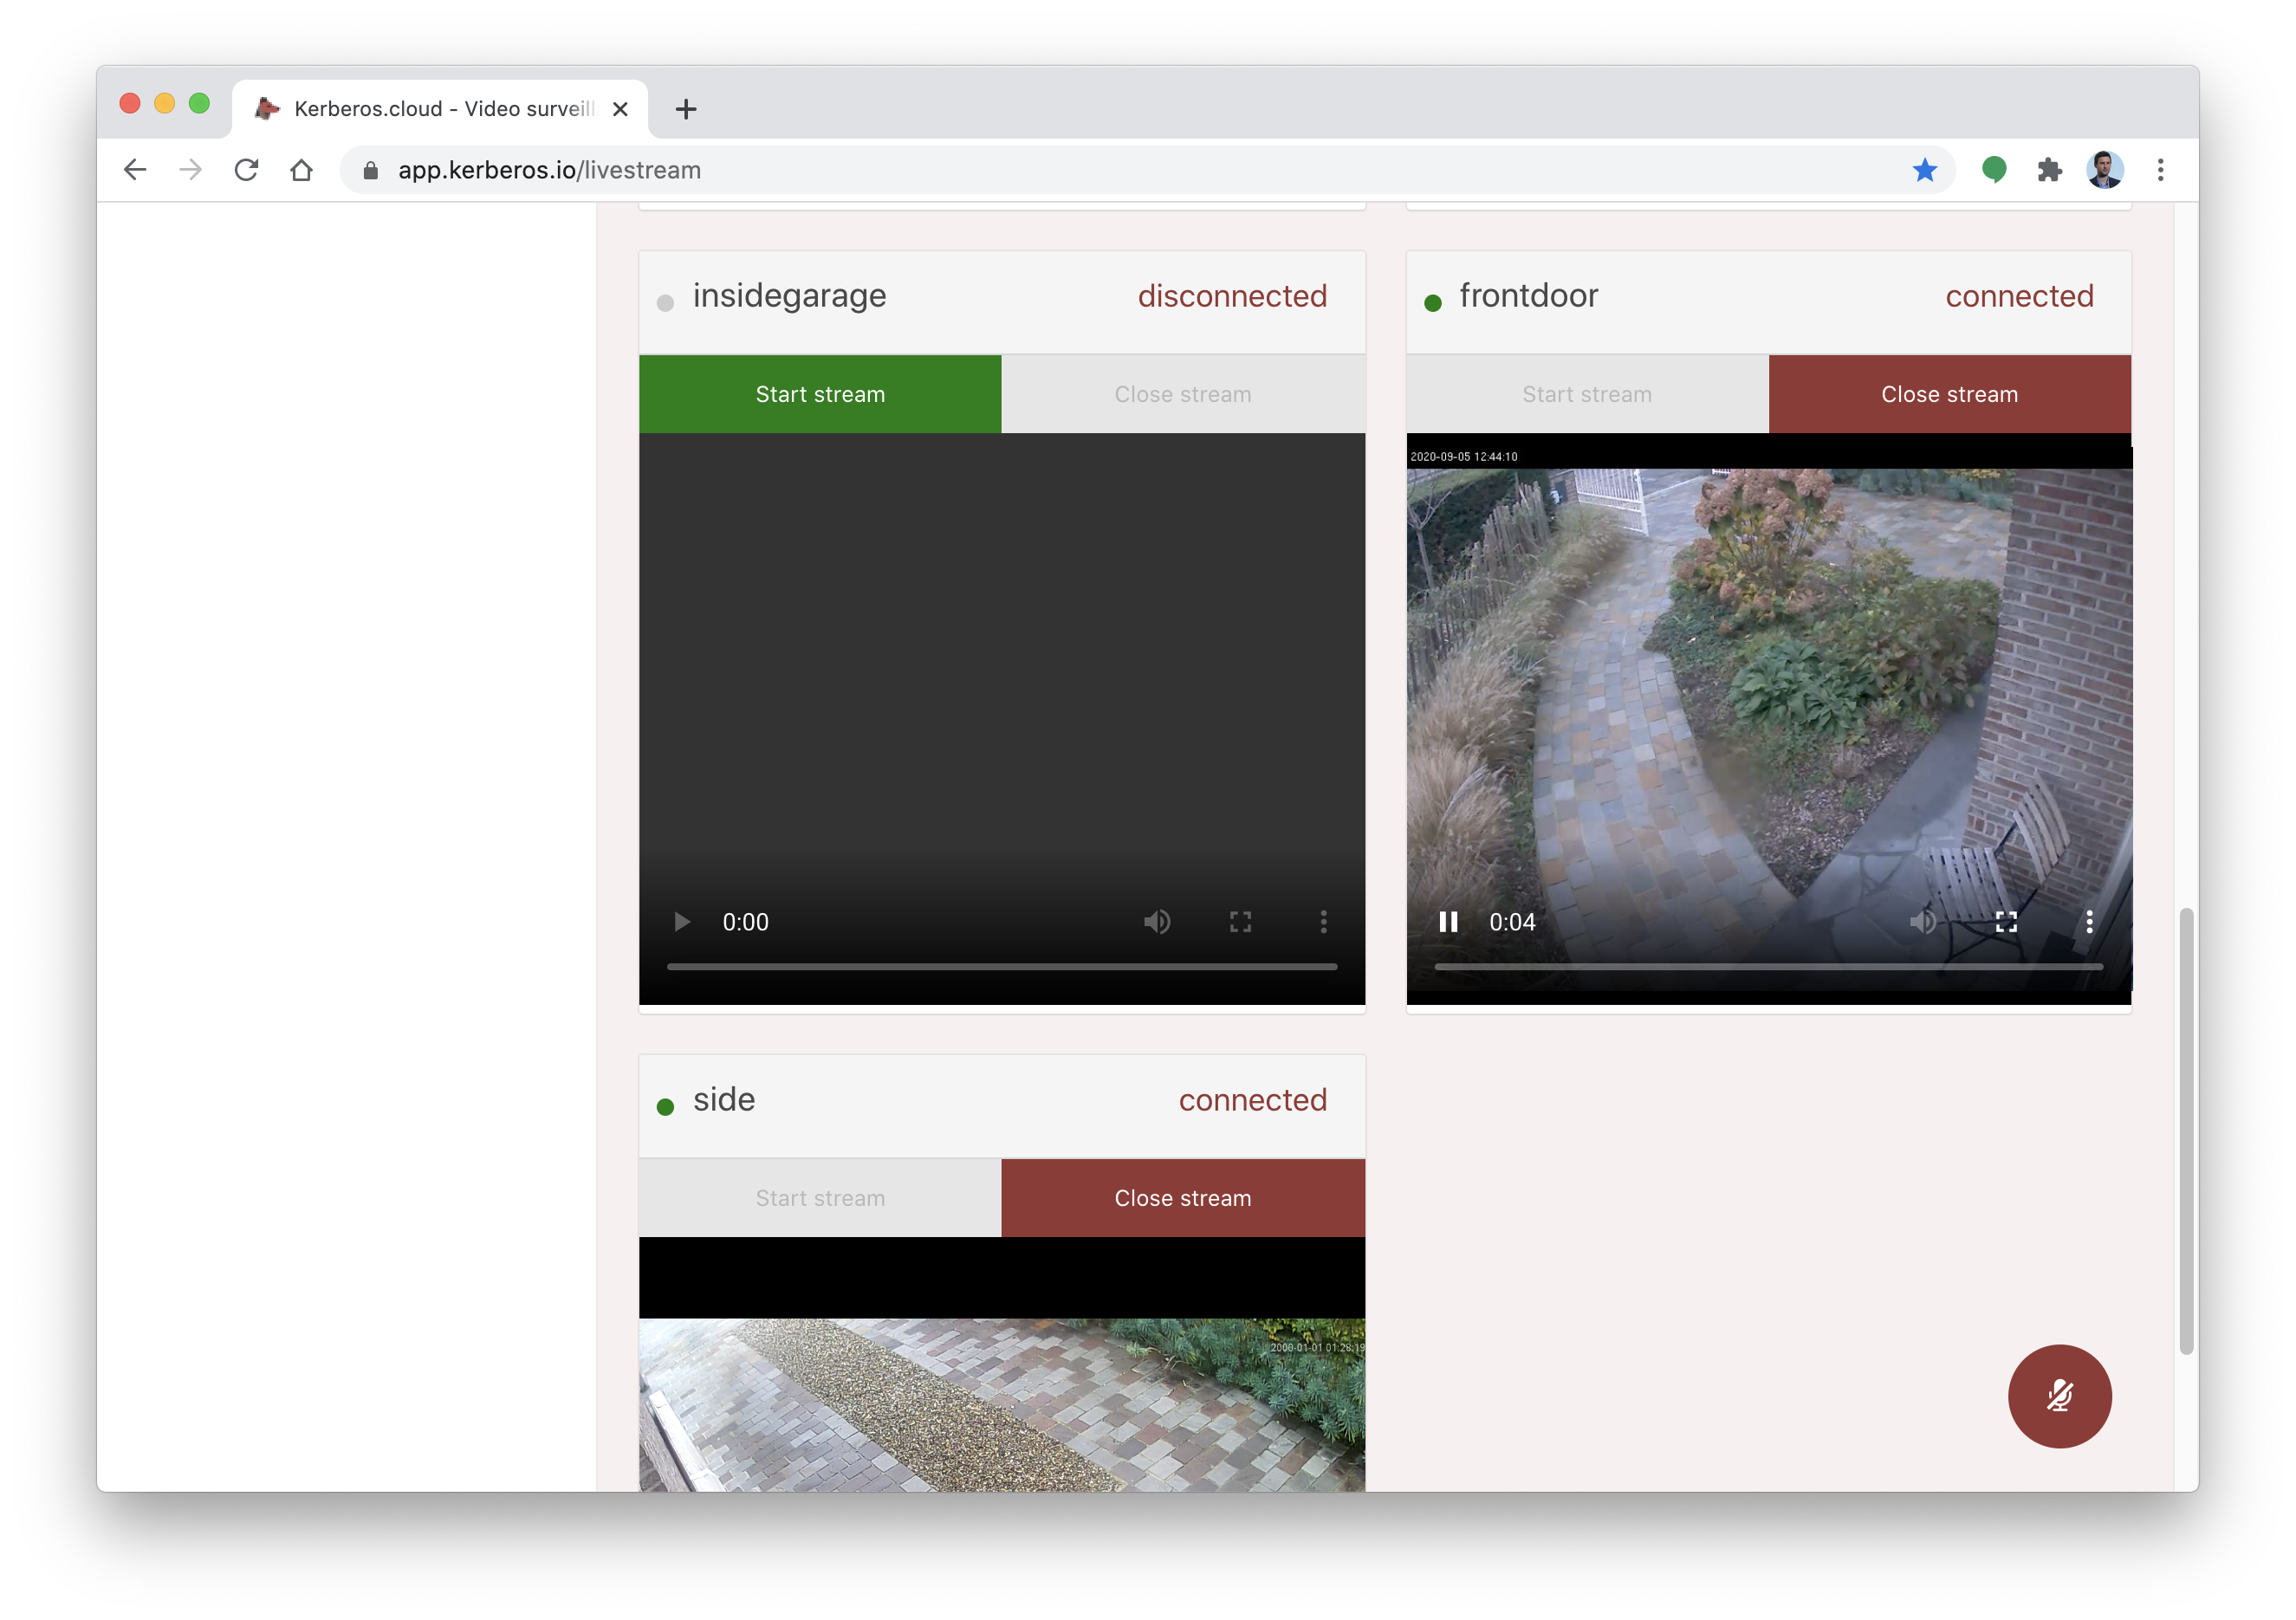 Kerberos.cloud - Video surveill
app.kerberos.io/livestream
insidegarage
disconnected
Start stream
Close stream
0:00
frontdoor
connected
Start stream
Close stream
2020-09-05 12:44:10
0:04
side
connected
Start stream
Close stream
2000-01-01 01:28:19